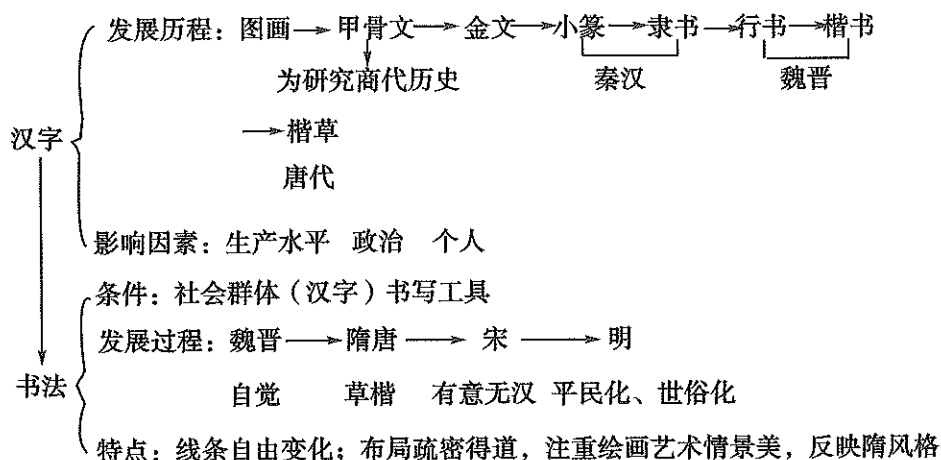 发展历程：图画→甲骨文→金文→小篆→隶书→行书→楷书
为研究商代历史 秦汉 魏晋
→楷草
汉字
唐代
影响因素：生产水平 政治 个人
条件：社会群体（汉字）书写工具
发展过程：魏晋→隋唐→宋→明
书法
自觉 草楷 有意无汉 平民化、世俗化
特点：线条自由变化；布局疏密得道，注重绘画艺术情景美，反映隋风格